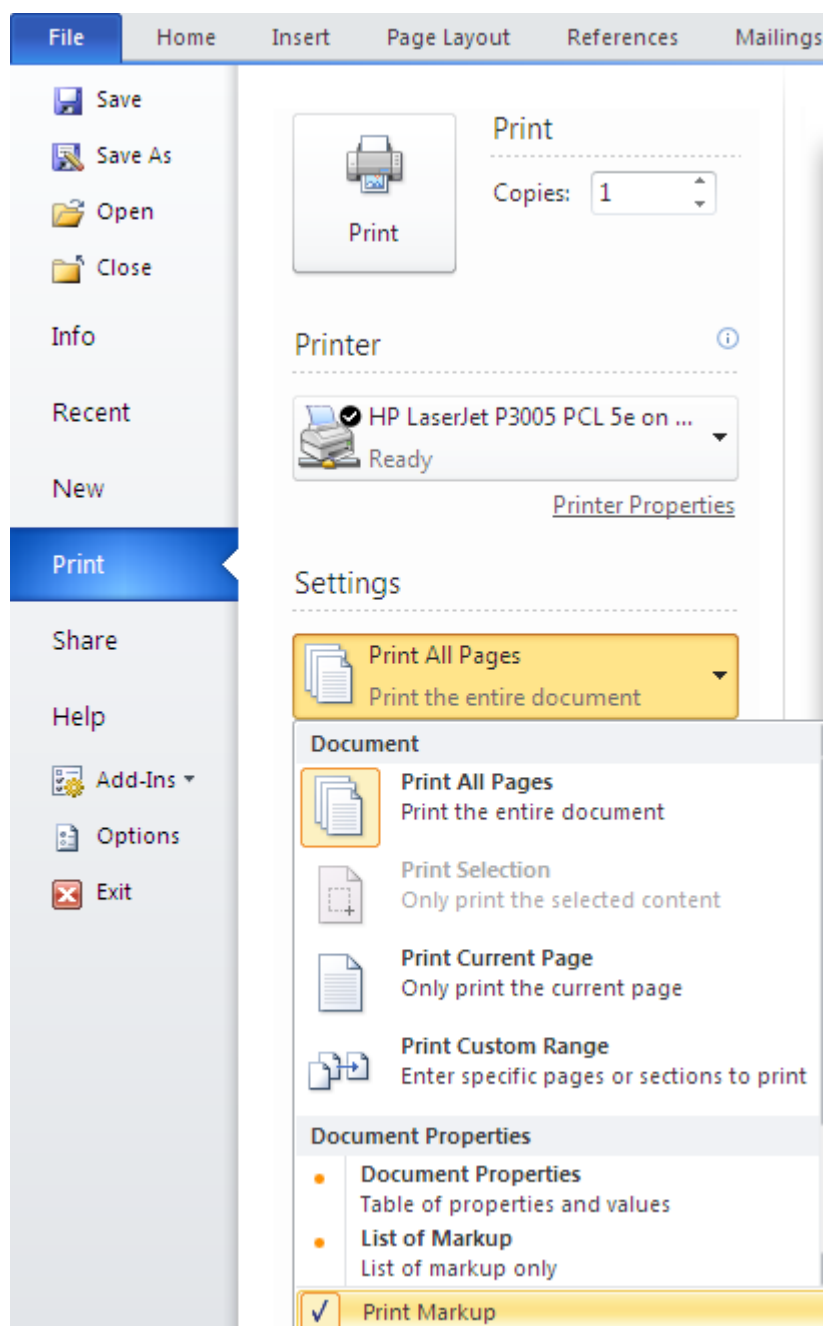 File Home Insert Page Layout References Mailings
Save
Save As
Open
Close
Info
Recent
New
Print
Share
Help
Add-Ins
Options
Exit
Print
Print
Copies: 1
Printer
HP LaserJet P3005 PCL 5e on ...
Ready
Printer Properties
Settings
Print All Pages
Print the entire document
Document
Print All Pages
Print the entire document
Print Selection
Only print the selected content
Print Current Page
Only print the current page
Print Custom Range
Enter specific pages or sections to print
Document Properties
Document Properties
Table of properties and values
List of Markup
List of markup only
Print Markup